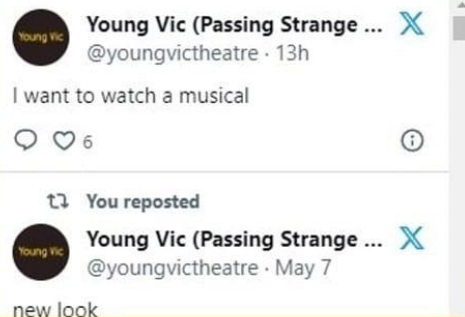 Young Vic
Young Vic (Passing Strange ...
@youngvictheatre · 13h
I want to watch a musical
6
You reposted
Young Vic
Young Vic (Passing Strange ...
@youngvictheatre · May 7
new look